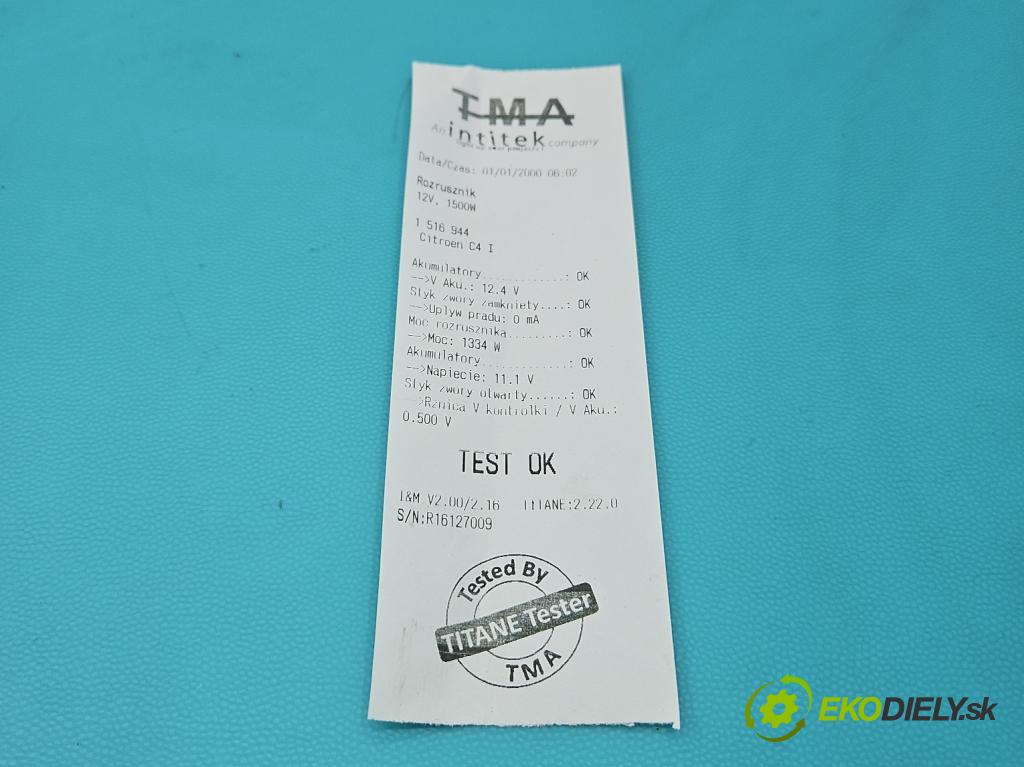 TMA
An intitek company
Data/Czas: 01/01/2000 06:02
Rozrusznik
12V. 1500W
1 516 944
Citroen C4 I
Akumulatory.............: OK
-->V Aku.: 12.4 V
Styk zwory zamkniety....: OK
-->Uplyw pradu: 0 mA
Moc rozrusznika.........: OK
-->Moc: 1334 W
Akumulatory.............: OK
-->Napiecie: 11.1 V
Styk zwory otwarty......: OK
-->Rznica V kontrolki / V Aku.:
0.500 V
TEST OK
I&M V2.00/2.16 TITANE:2.22.0
S/N:R16127009
Tested By
TITANE Tester
TMA
EKODIELY.sk